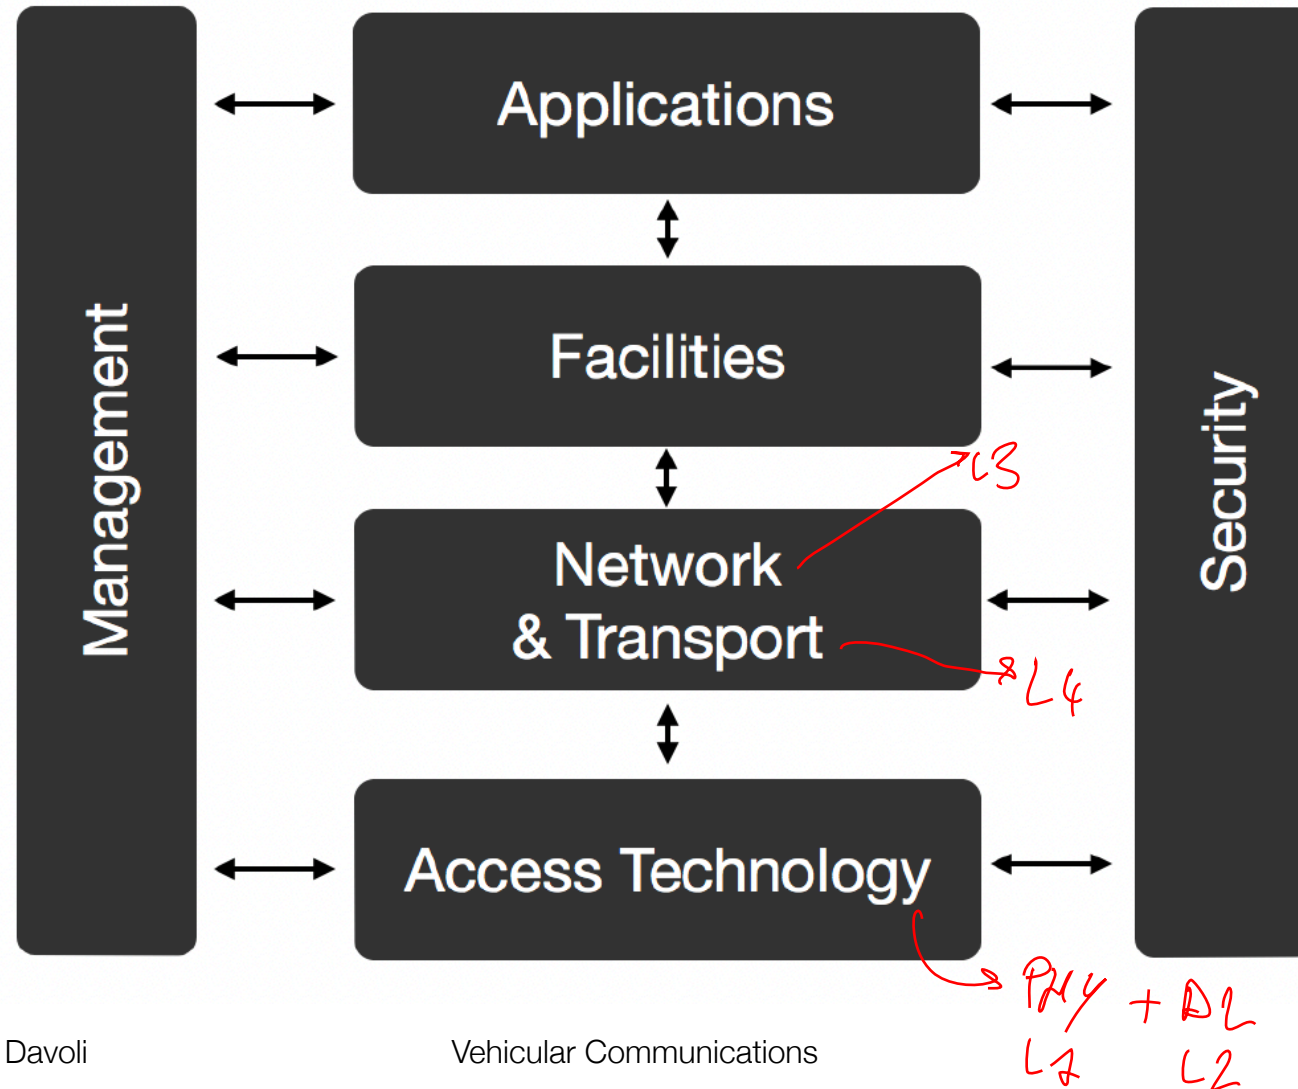 Applications
Management
Facilities
Security
L3
Network
& Transport
L4
Access Technology
PHY + DL
L1 L2
Davoli
Vehicular Communications